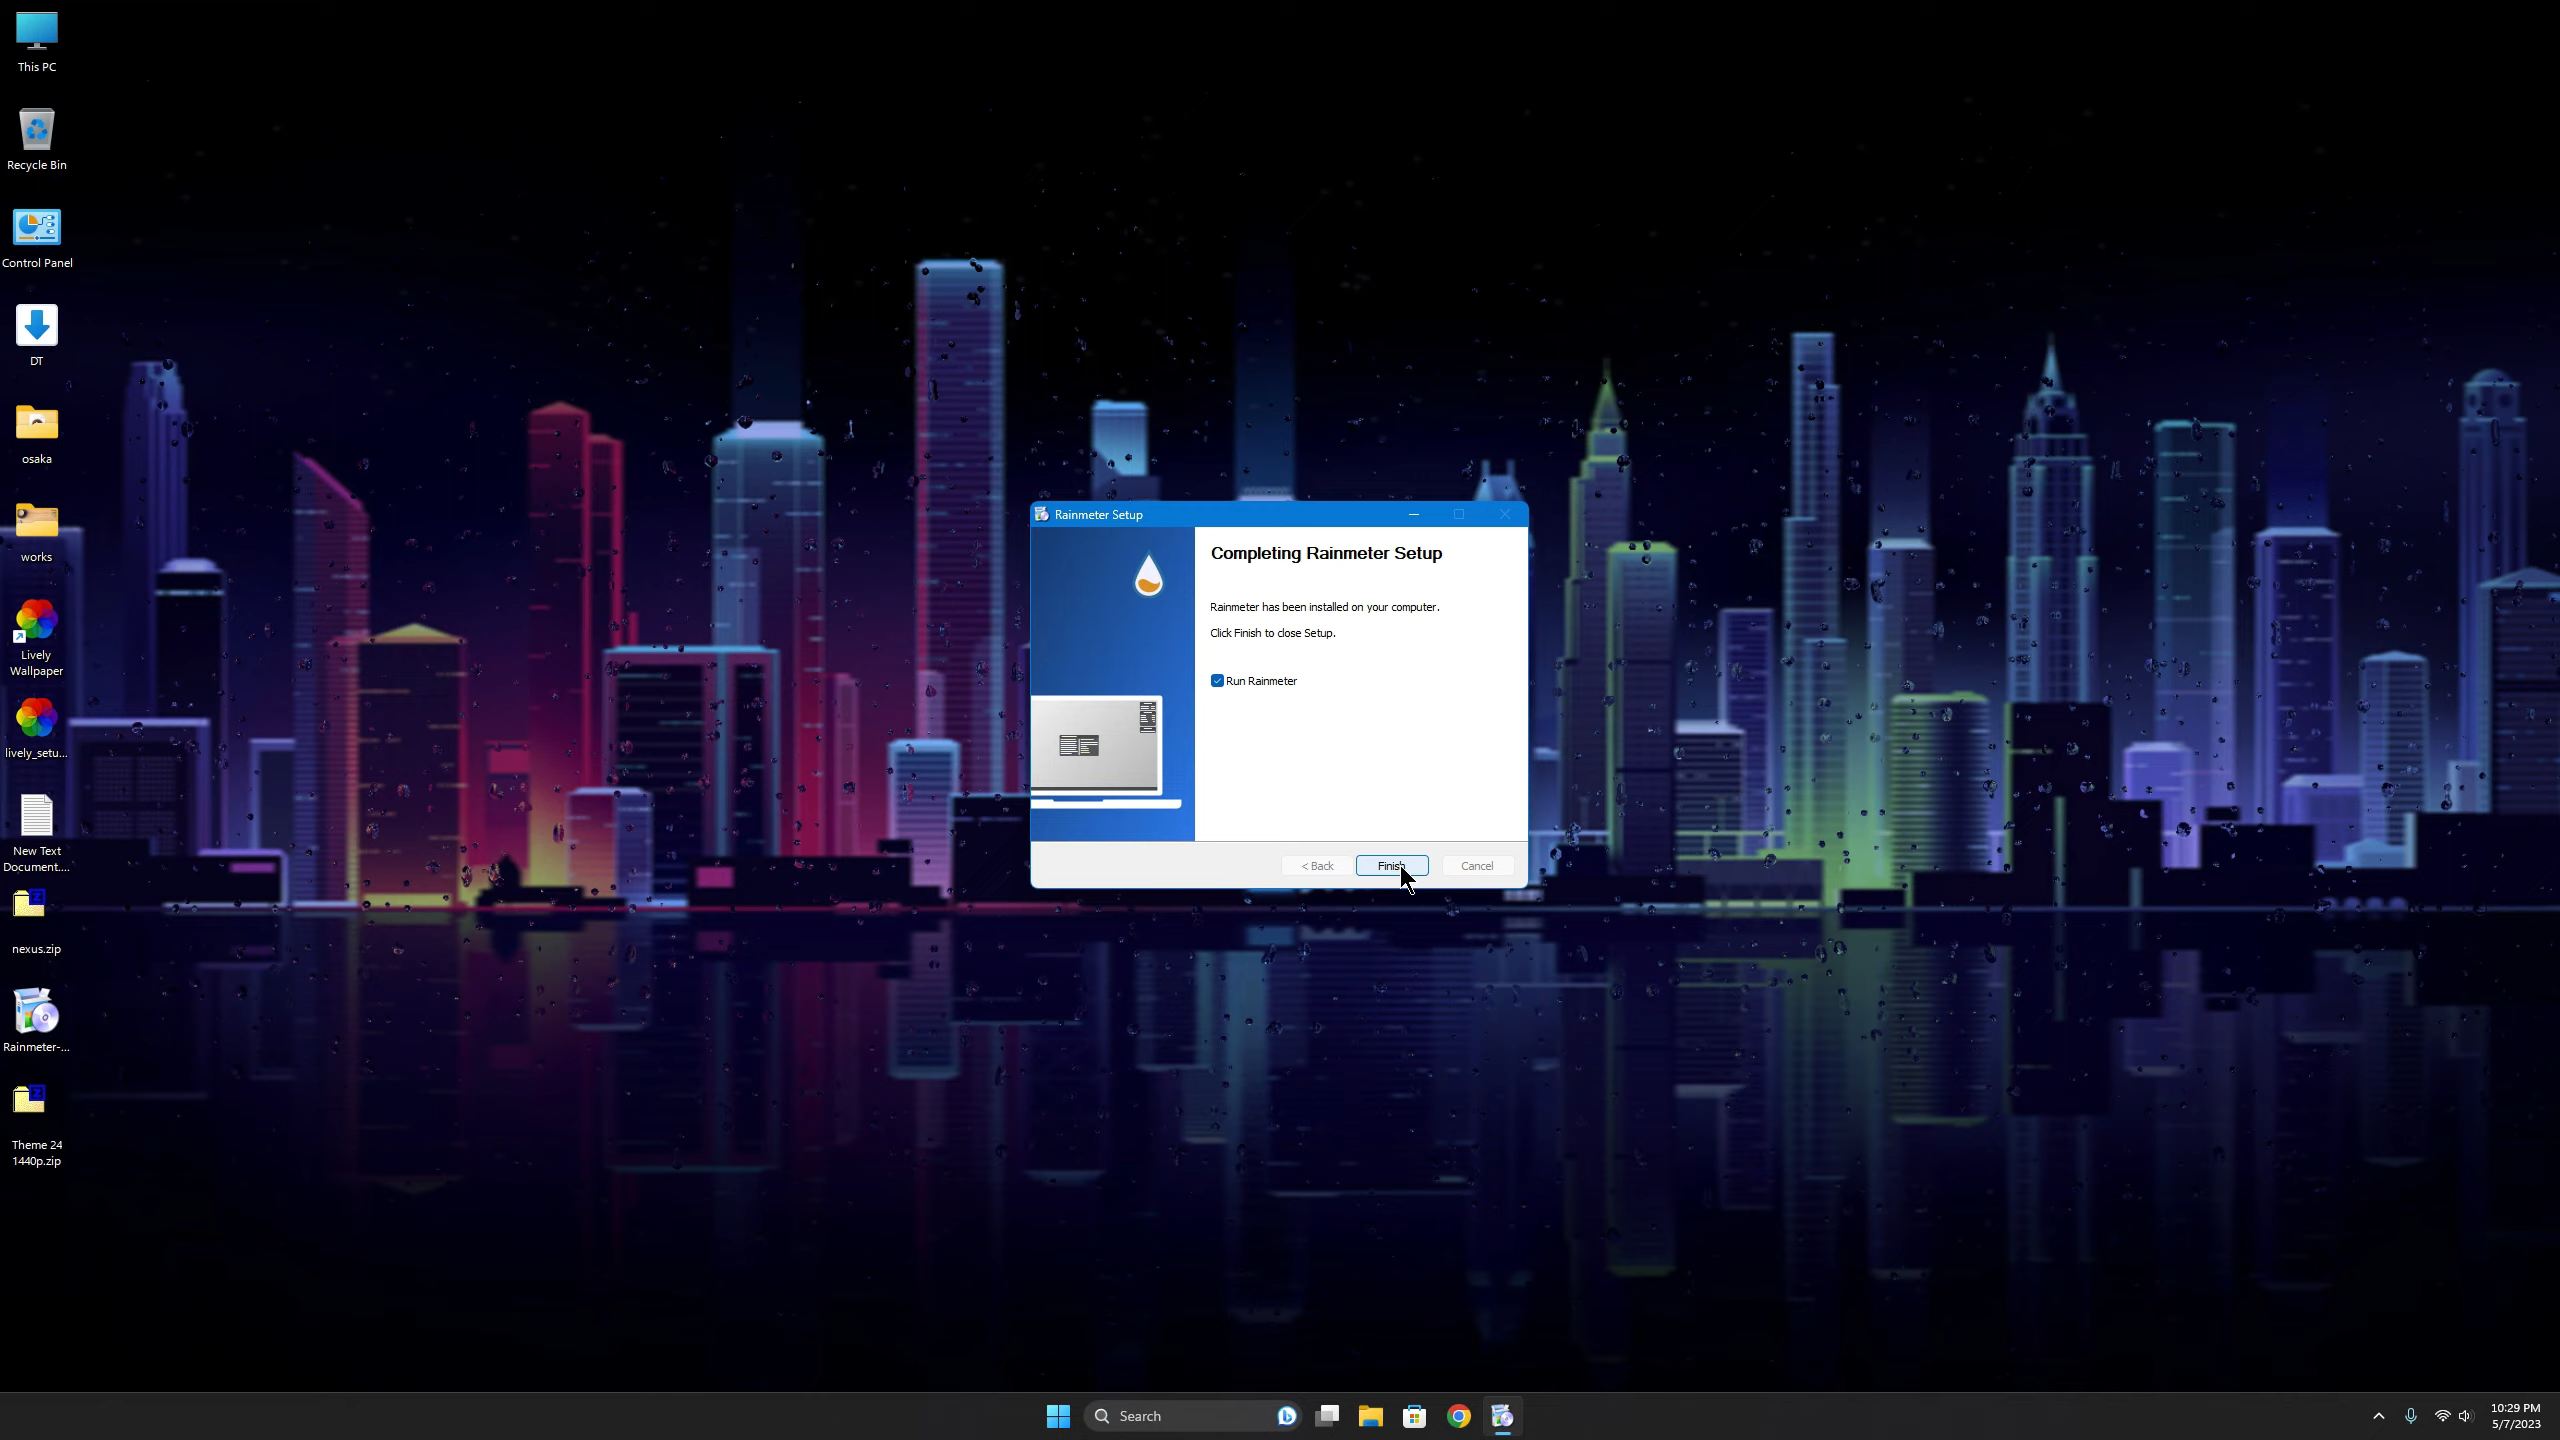 This PC
Recycle Bin
Control Panel
DT
osaka
works
Lively
Wallpaper
lively_setu...
New Text
Document....
nexus.zip
Rainmeter-...
Theme 24
1440p.zip
Rainmeter Setup
Completing Rainmeter Setup
Rainmeter has been installed on your computer.
Click Finish to close Setup.
Run Rainmeter
< Back
Finish
Cancel
Search
10:29 PM
5/7/2023